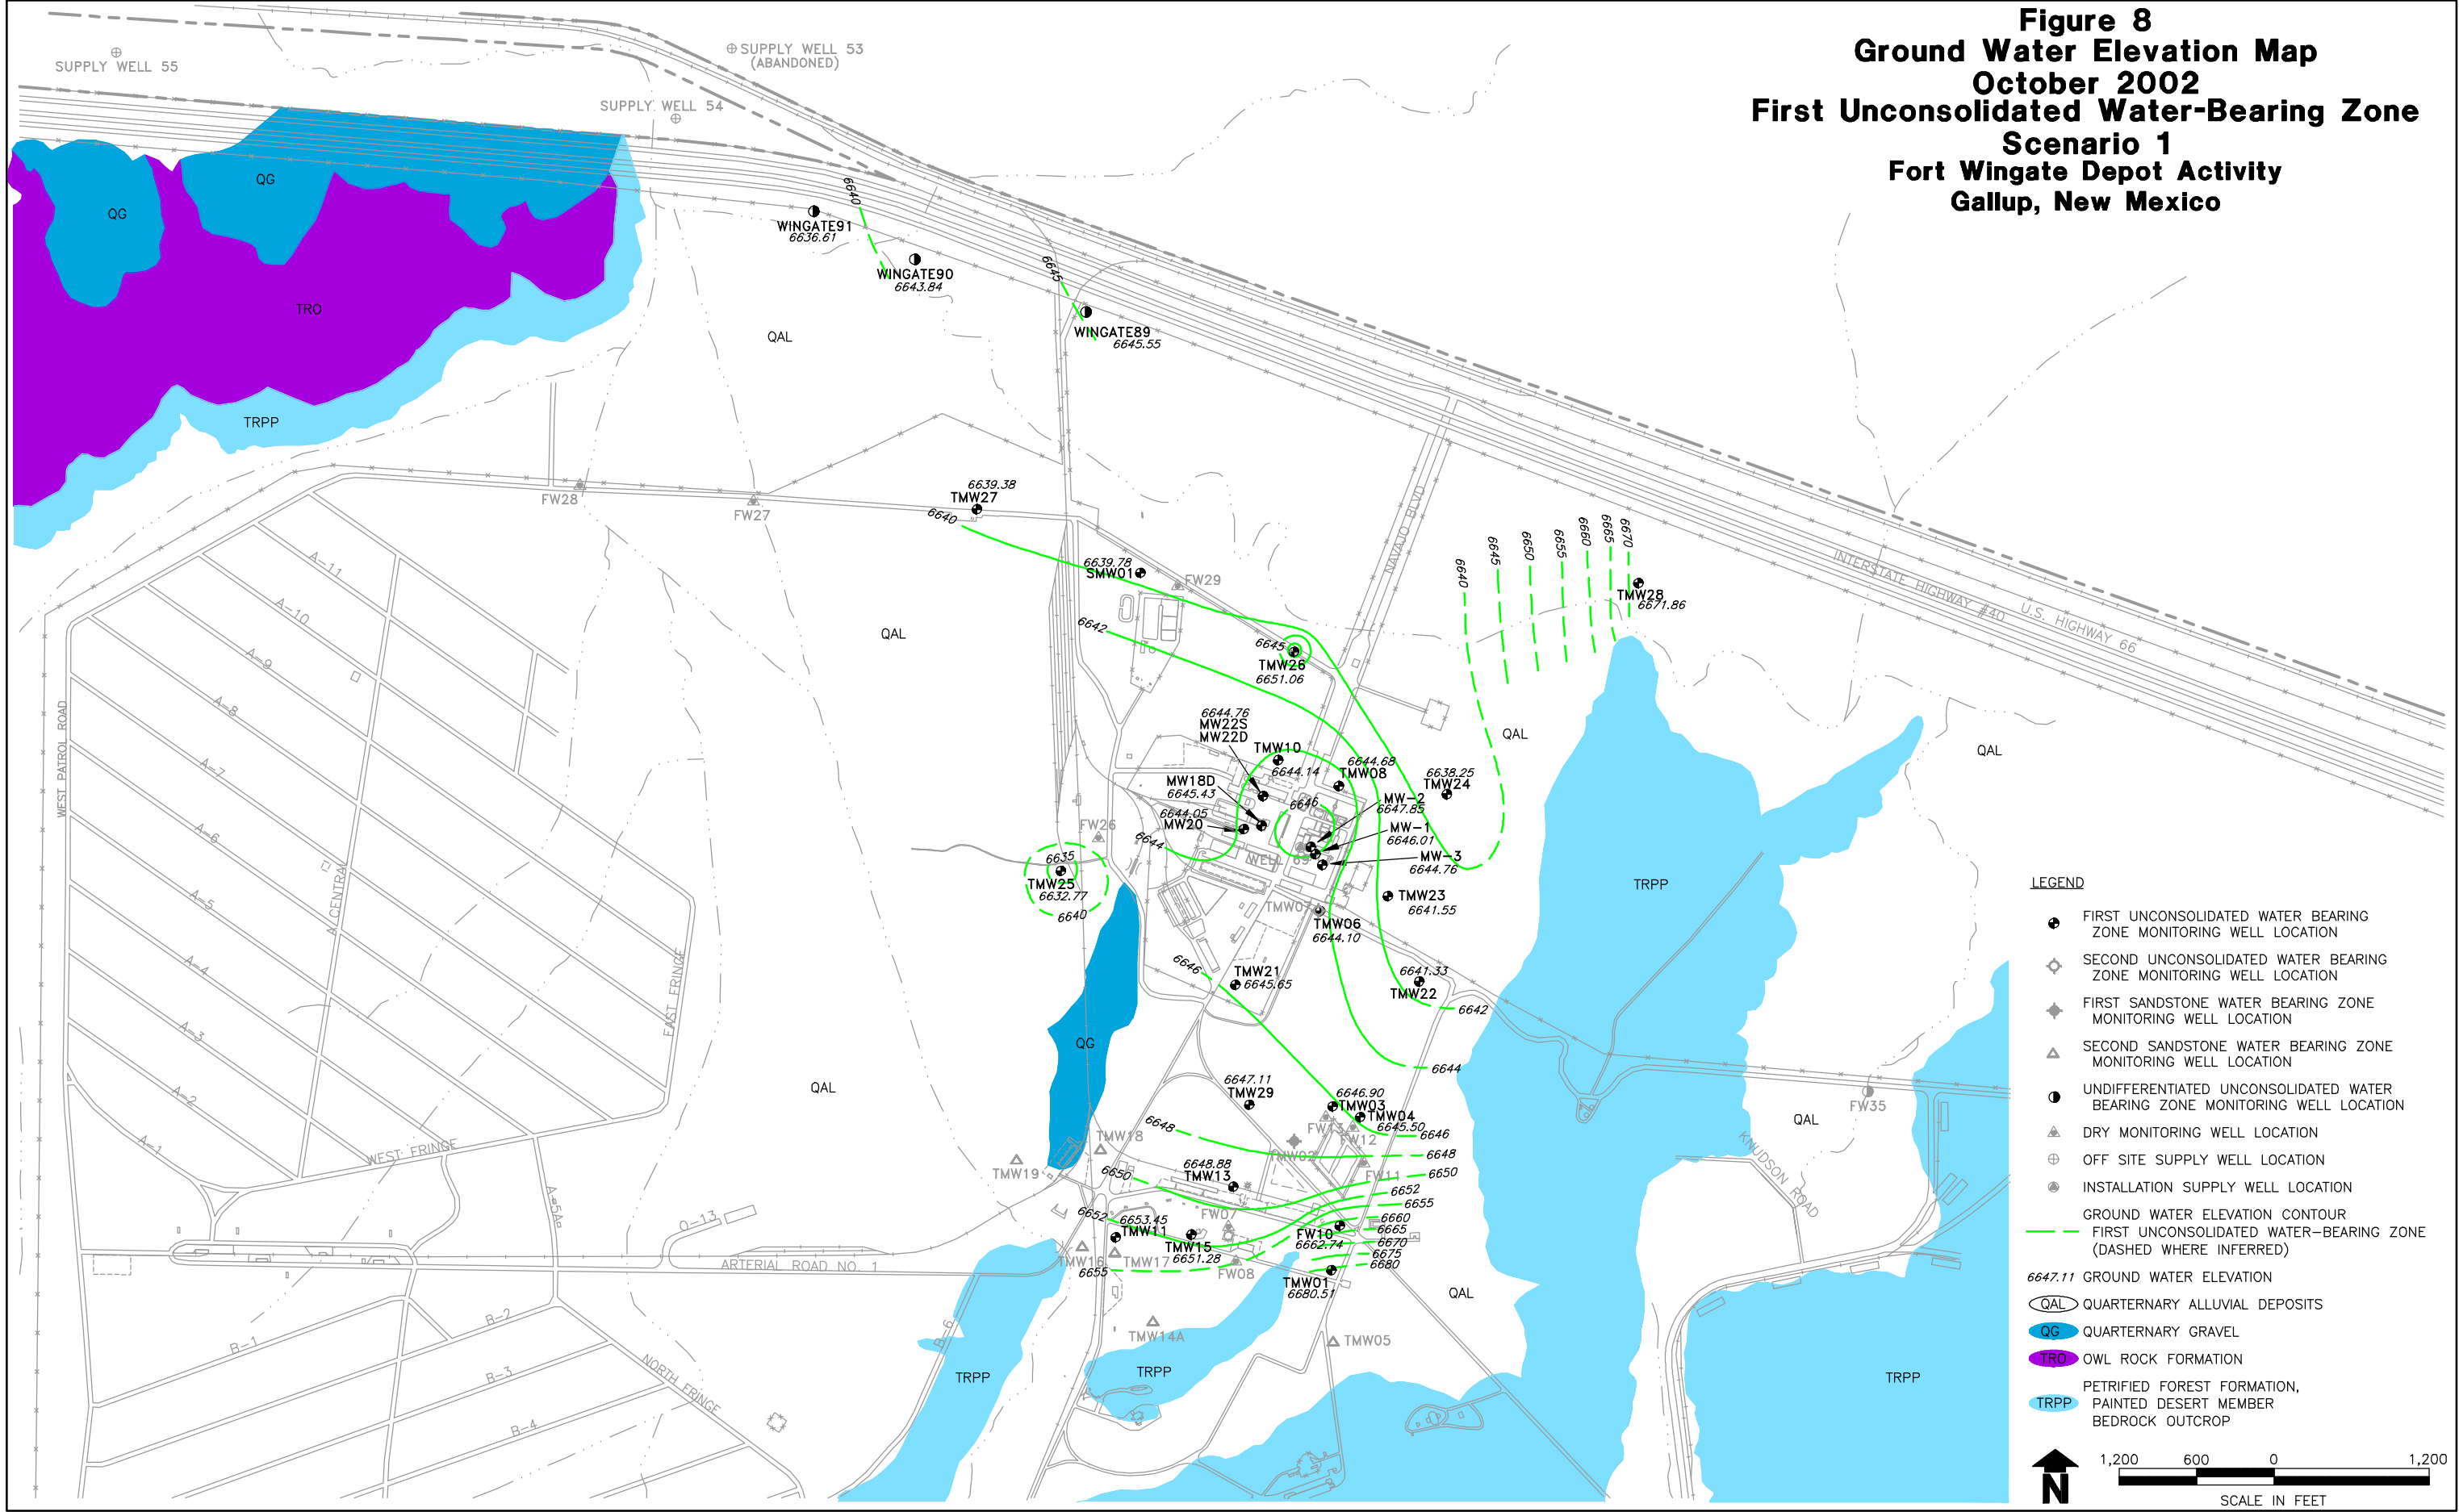 Figure 8
Ground Water Elevation Map
October 2002
First Unconsolidated Water-Bearing Zone
Scenario 1
Fort Wingate Depot Activity
Gallup, New Mexico
SUPPLY WELL 55
SUPPLY WELL 53
(ABANDONED)
SUPPLY WELL 54
QG
QG
TRO
TRPP
6640
WINGATE91
6636.61
WINGATE90
6643.84
6645
WINGATE89
6645.55
QAL
FW28
FW27
6639.38
TMW27
6640
6639.78
SMW01
FW29
NAVAJO BLVD
6640
6645
6650
6655
6660
6665
6670
TMW28
6671.86
INTERSTATE HIGHWAY #40
U.S. HIGHWAY 66
A-11
A-10
A-9
A-8
A-7
A-6
A-5
A-4
A-3
A-2
A-1
A CENTRAL
WEST PATROL ROAD
EAST FRINGE
WEST FRINGE
QAL
6642
6645
TMW26
6651.06
QAL
QAL
6644.76
MW22S
MW22D
TMW10
6644.14
6644.68
TMW08
6638.25
TMW24
MW18D
6645.43
6646
MW-2
6647.85
6644.05
MW20
MW-1
6646.01
FW26
6644
WELL 69
MW-3
6644.76
6635
TMW25
6632.77
6640
TRPP
TMW23
6641.55
TMW07
TMW06
6644.10
6646
TMW21
6645.65
6641.33
TMW22
6642
QG
6644
QAL
6647.11
TMW29
6646.90
TMW03
TMW04
6645.50
FW13
FW12
6646
6648
6648
TMW02
TMW18
TMW19
FW11
6650
6650
6648.88
TMW13
6652
6652
6653.45
TMW11
FW07
6655
6660
6665
6670
6675
6680
FW10
6662.74
TMW15
6651.28
TMW16
TMW17
6655
FW08
TMW01
6680.51
A-5A
O-13
ARTERIAL ROAD NO. 1
B-1
B-2
B-3
B-4
B-6
NORTH FRINGE
TMW14A
TMW05
TRPP
TRPP
QAL
QAL
FW35
KNUDSON ROAD
TRPP
LEGEND
FIRST UNCONSOLIDATED WATER BEARING
ZONE MONITORING WELL LOCATION
SECOND UNCONSOLIDATED WATER BEARING
ZONE MONITORING WELL LOCATION
FIRST SANDSTONE WATER BEARING ZONE
MONITORING WELL LOCATION
SECOND SANDSTONE WATER BEARING ZONE
MONITORING WELL LOCATION
UNDIFFERENTIATED UNCONSOLIDATED WATER
BEARING ZONE MONITORING WELL LOCATION
DRY MONITORING WELL LOCATION
OFF SITE SUPPLY WELL LOCATION
INSTALLATION SUPPLY WELL LOCATION
GROUND WATER ELEVATION CONTOUR
FIRST UNCONSOLIDATED WATER-BEARING ZONE
(DASHED WHERE INFERRED)
6647.11 GROUND WATER ELEVATION
QAL QUARTERNARY ALLUVIAL DEPOSITS
QG QUARTERNARY GRAVEL
TRO OWL ROCK FORMATION
TRPP PETRIFIED FOREST FORMATION,
PAINTED DESERT MEMBER
BEDROCK OUTCROP
N
1,200 600 0 1,200
SCALE IN FEET